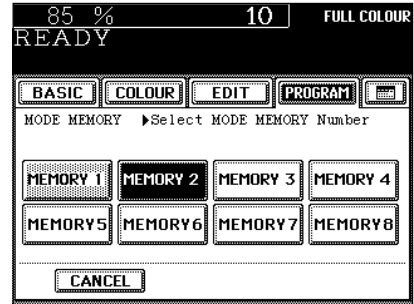 85 % 10 FULL COLOUR
READY
BASIC COLOUR EDIT PROGRAM
MODE MEMORY ▶Select MODE MEMORY Number
MEMORY 1 MEMORY 2 MEMORY 3 MEMORY 4
MEMORY5 MEMORY6 MEMORY7 MEMORY8
CANCEL